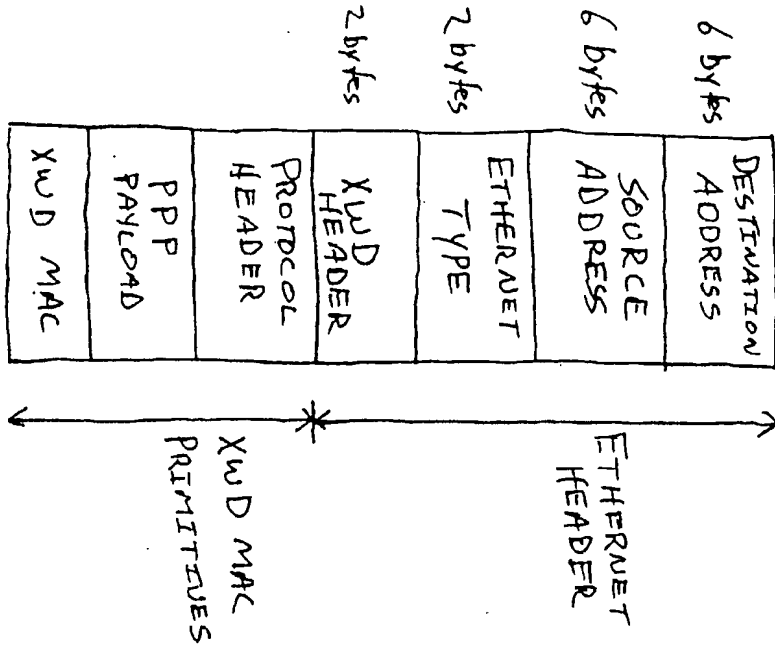 6 bytes
DESTINATION
ADDRESS
6 bytes
SOURCE
ADDRESS
2 bytes
ETHERNET
TYPE
2 bytes
XWD
HEADER
PROTOCOL
HEADER
PPP
PAYLOAD
XWD MAC
ETHERNET
HEADER
XWD MAC
PRIMITIVES